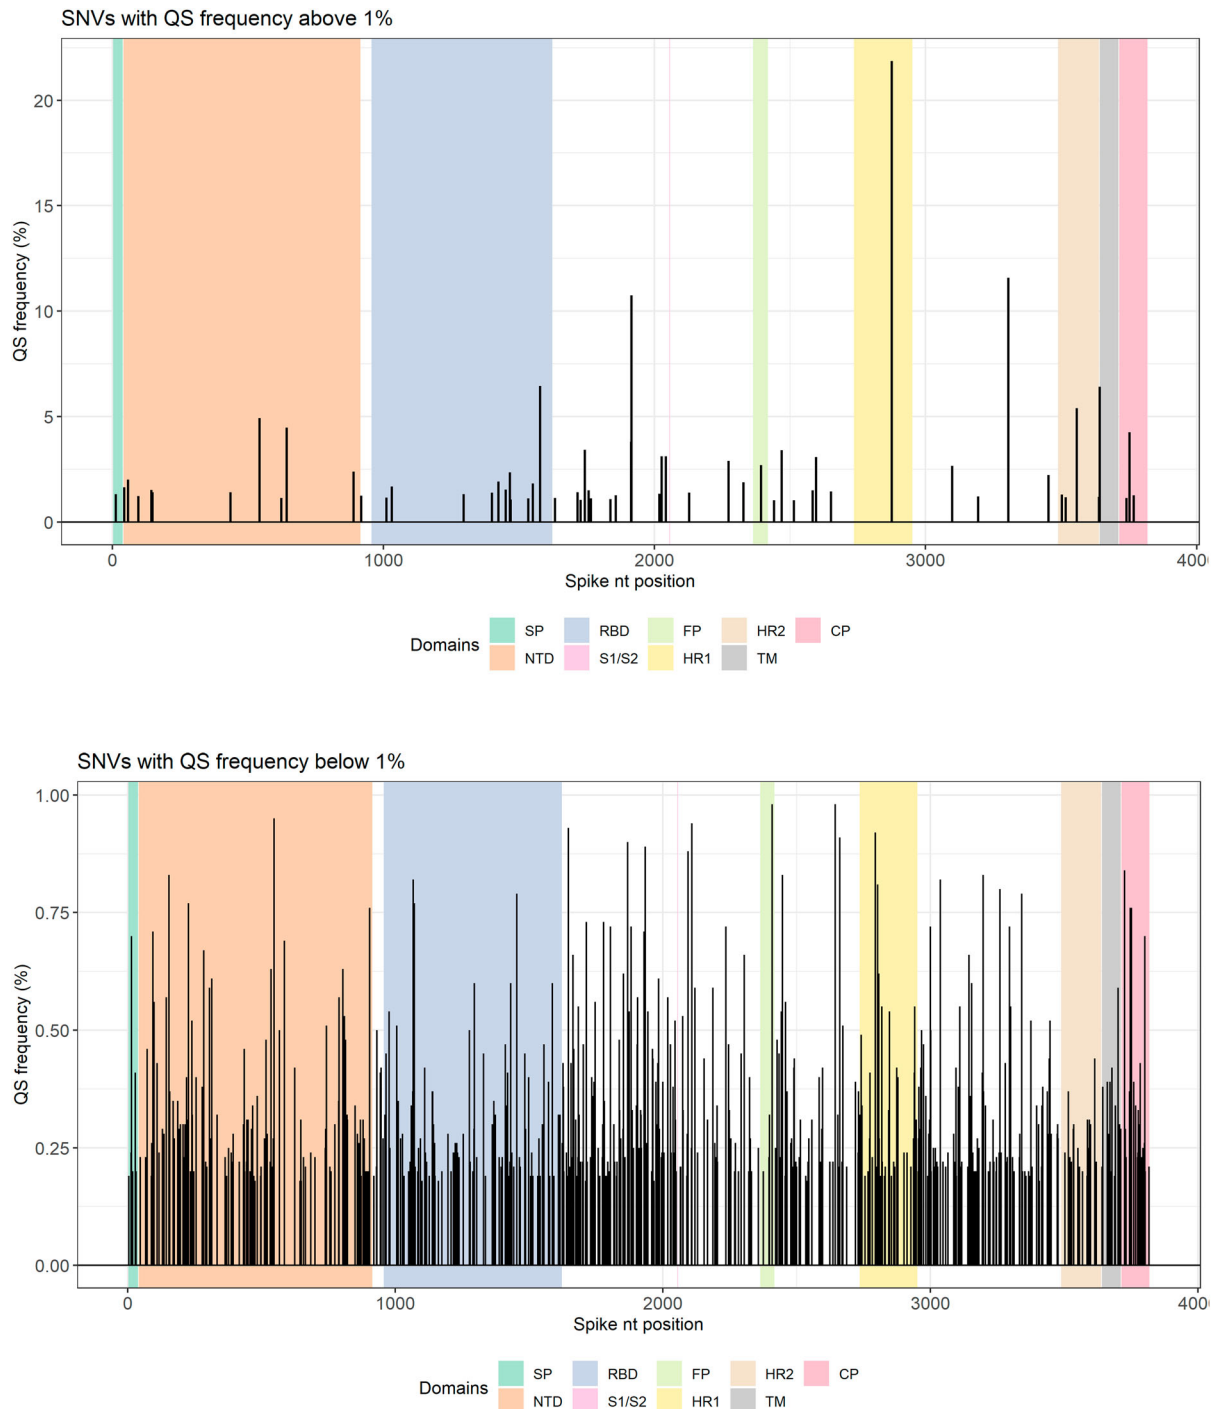 SNVs with QS frequency above 1%
QS frequency (%)
20
15
10
5
0
0 1000 2000 3000 400
Spike nt position
Domains
SP RBD FP HR2 CP
NTD S1/S2 HR1 TM
SNVs with QS frequency below 1%
QS frequency (%)
1.00
0.75
0.50
0.25
0.00
0 1000 2000 3000 400
Spike nt position
Domains
SP RBD FP HR2 CP
NTD S1/S2 HR1 TM